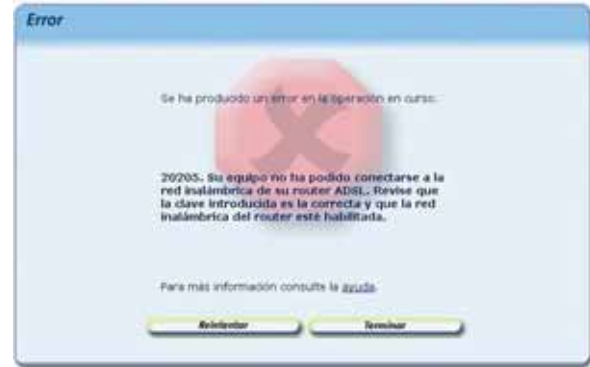 Error
Se ha producido un error en la operación en curso.
20205. Su equipo no ha podido conectarse a la
red inalámbrica de su router ADSL. Revise que
la clave introducida es la correcta y que la red
inalámbrica del router esté habilitada.
Para más información consulte la ayuda.
Reintentar
Terminar